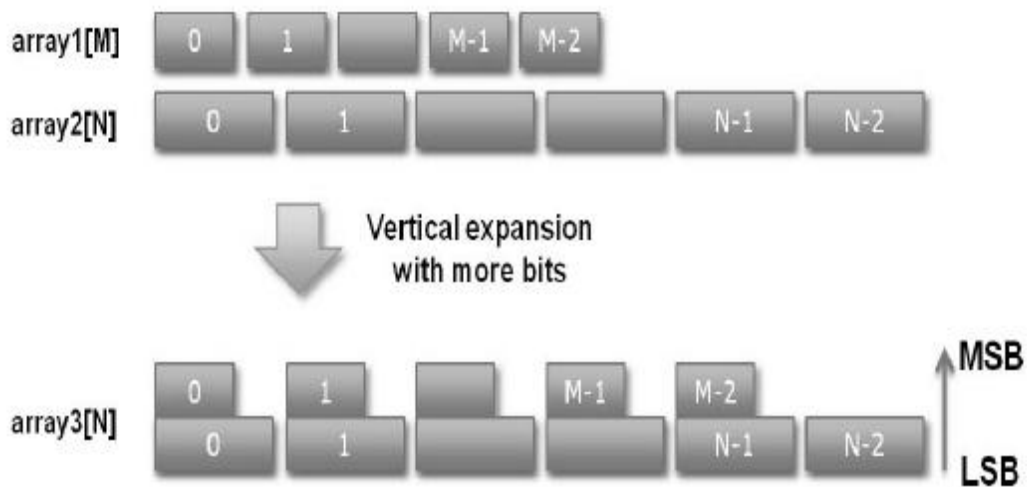 array1[M] 0 1 M-1 M-2
array2[N] 0 1 N-1 N-2
Vertical expansion
with more bits
MSB
0 1 M-1 M-2
array3[N]
0 1 N-1 N-2
LSB